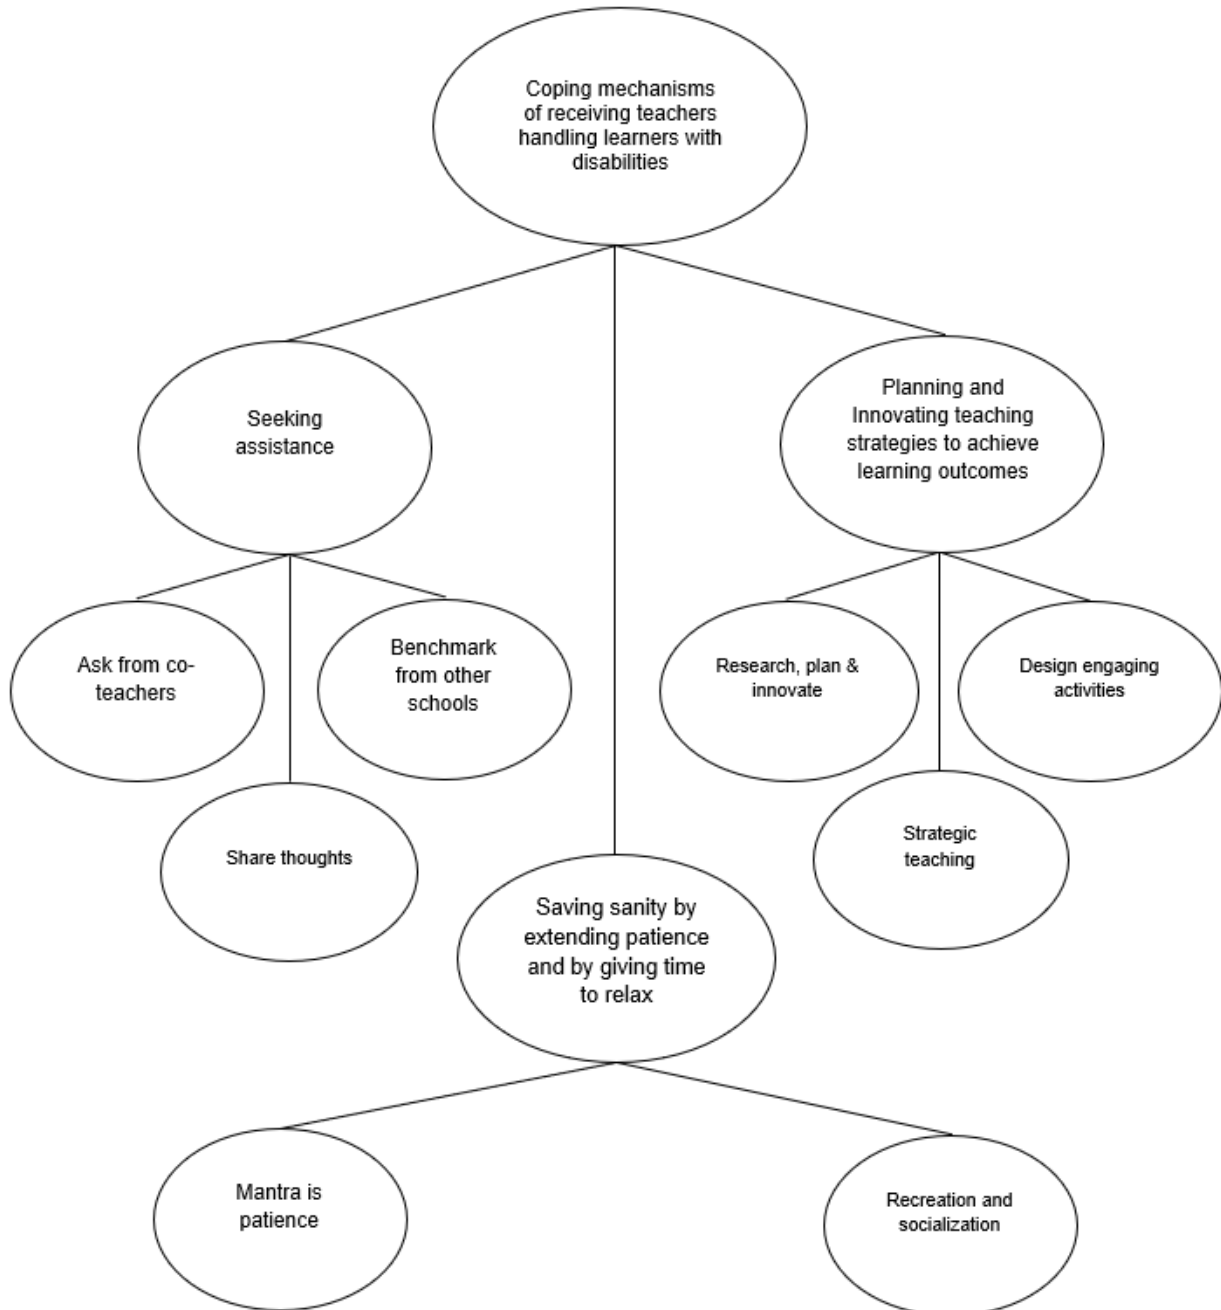 Coping mechanisms
of receiving teachers
handling learners with
disabilities
Seeking
assistance
Planning and
Innovating teaching
strategies to achieve
learning outcomes
Ask from co-
teachers
Benchmark
from other
schools
Research, plan &
innovate
Design engaging
activities
Share thoughts
Strategic
teaching
Saving sanity by
extending patience
and by giving time
to relax
Mantra is
patience
Recreation and
socialization